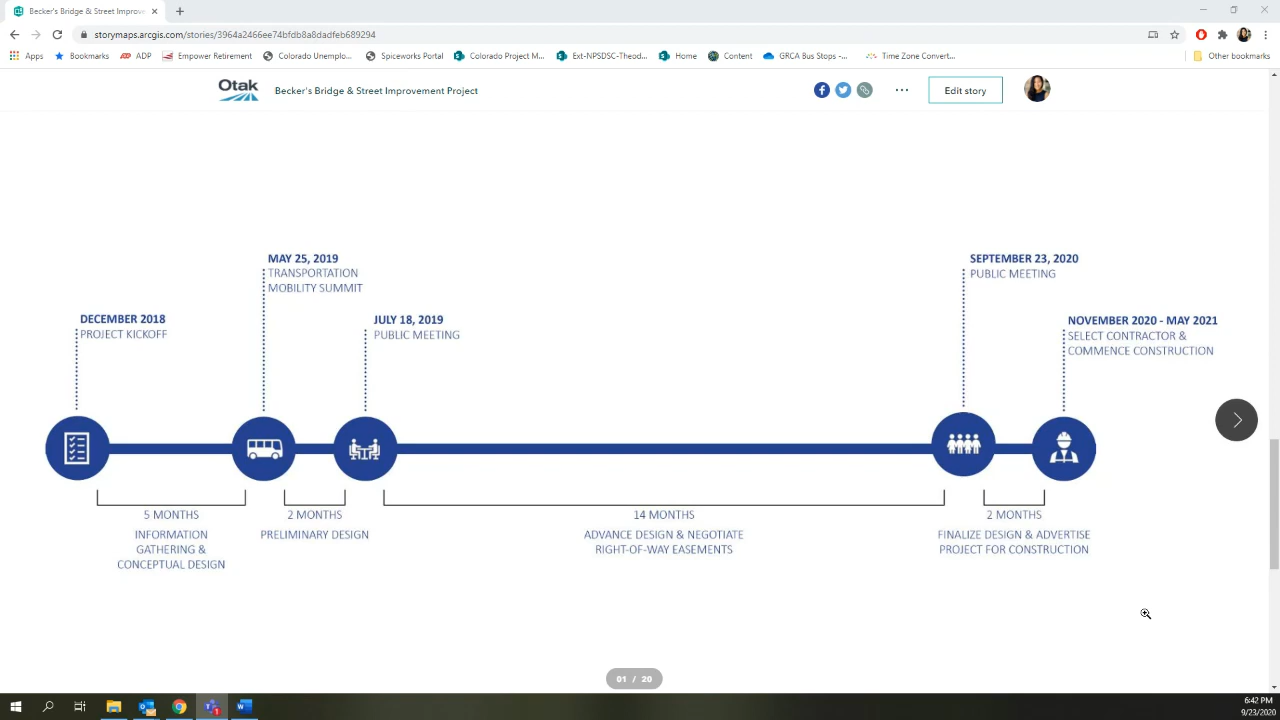 Becker's Bridge & Street Improve
storymaps.arcgis.com/stories/3964a2466ee74bfdb8a8dadfeb689294
Apps Bookmarks ADP Empower Retirement Colorado Unemplo... Spiceworks Portal Colorado Project M... Ext-NPSDSC-Theod... Home Content GRCA Bus Stops -... Time Zone Convert... Other bookmarks
Otak Becker's Bridge & Street Improvement Project Edit story
MAY 25, 2019
TRANSPORTATION
MOBILITY SUMMIT
SEPTEMBER 23, 2020
PUBLIC MEETING
DECEMBER 2018
PROJECT KICKOFF
JULY 18, 2019
PUBLIC MEETING
NOVEMBER 2020 - MAY 2021
SELECT CONTRACTOR &
COMMENCE CONSTRUCTION
5 MONTHS
INFORMATION
GATHERING &
CONCEPTUAL DESIGN
2 MONTHS
PRELIMINARY DESIGN
14 MONTHS
ADVANCE DESIGN & NEGOTIATE
RIGHT-OF-WAY EASEMENTS
2 MONTHS
FINALIZE DESIGN & ADVERTISE
PROJECT FOR CONSTRUCTION
01 / 20
6:42 PM
9/23/2020